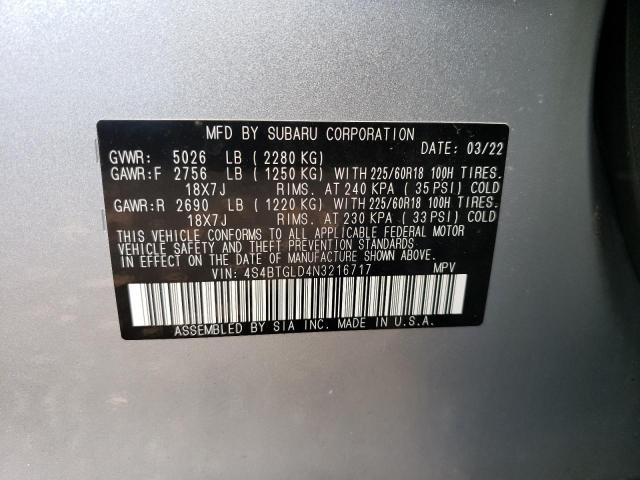 MFD BY SUBARU CORPORATION
DATE: 03/22
GVWR: 5026 LB ( 2280 KG)
GAWR:F 2756 LB ( 1250 KG) WITH 225/60R18 100H TIRES.
18X7J RIMS. AT 240 KPA ( 35 PSI ) COLD
GAWR:R 2690 LB ( 1220 KG) WITH 225/60R18 100H TIRES.
18X7J RIMS. AT 230 KPA ( 33 PSI ) COLD
THIS VEHICLE CONFORMS TO ALL APPLICABLE FEDERAL MOTOR
VEHICLE SAFETY AND THEFT PREVENTION STANDARDS
IN EFFECT ON THE DATE OF MANUFACTURE SHOWN ABOVE.
VIN: 4S4BTGLD4N3216717 MPV
ASSEMBLED BY SIA INC. MADE IN U.S.A.